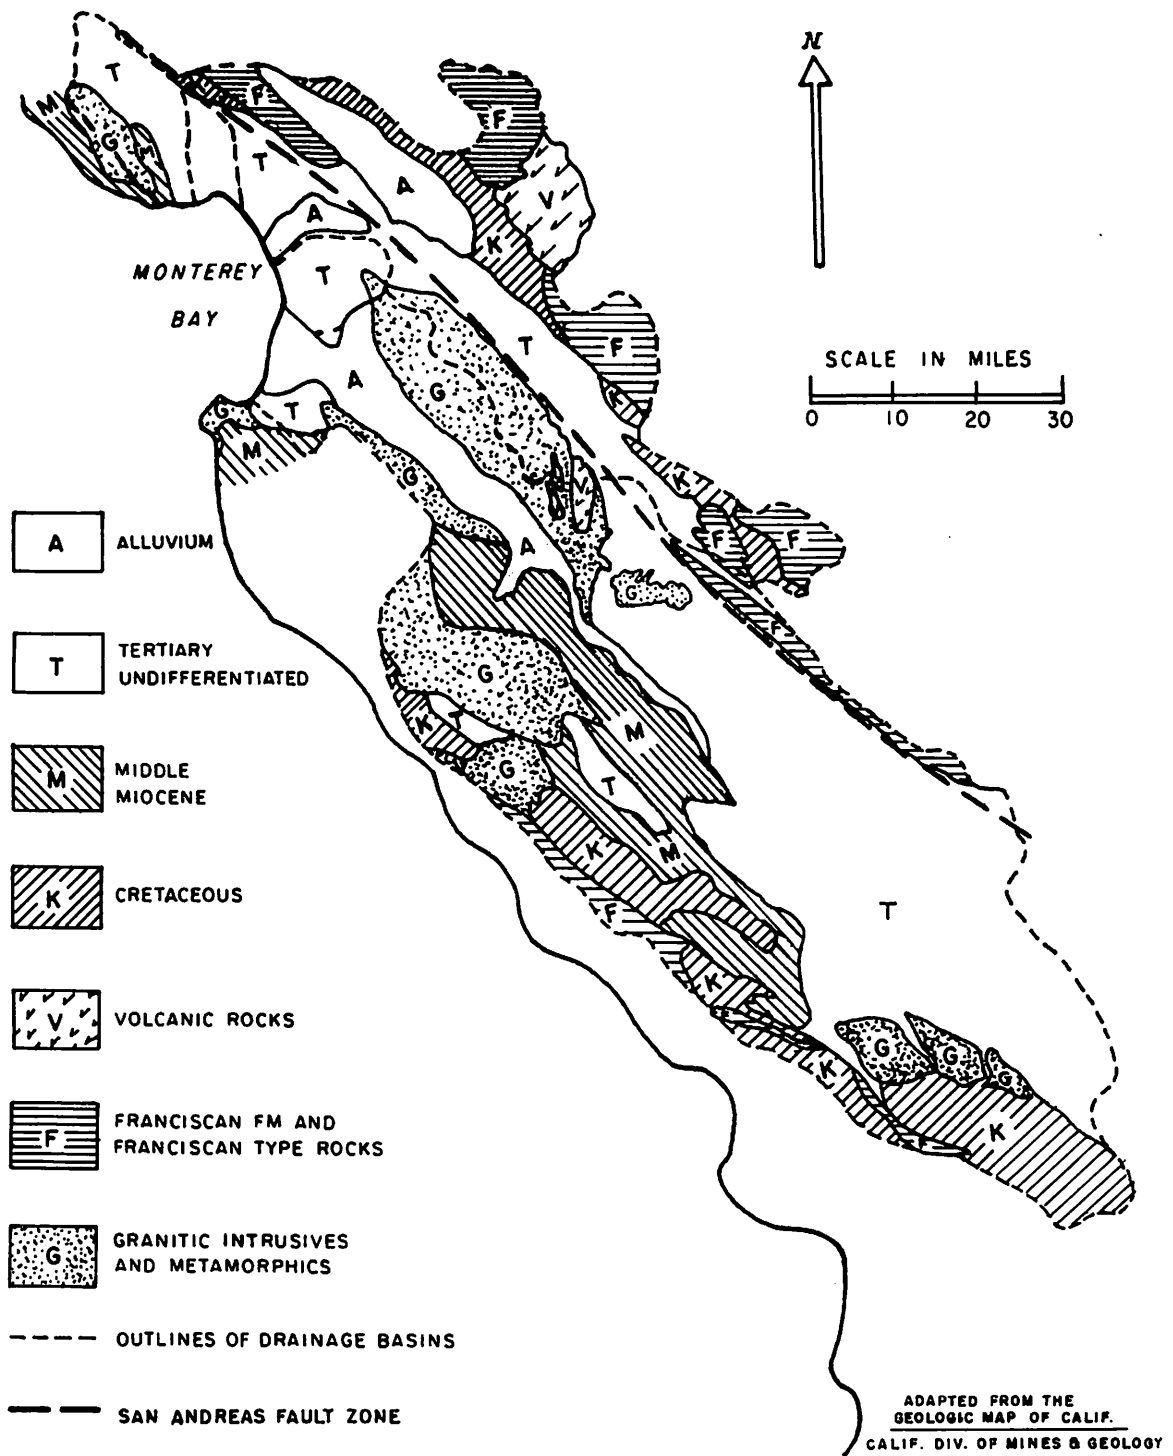 N
T
M
F
F
G
M
T
A
V
A
K
MONTEREY
BAY
T
T
F
SCALE IN MILES
0 10 20 30
A
G
K
G
T
M
G
K
V
A
ALLUVIUM
A
F
F
G
T
TERTIARY
UNDIFFERENTIATED
K
G
T
K
M
M
MIDDLE
MIOCENE
G
T
K
M
K
CRETACEOUS
T
F
K
V
VOLCANIC ROCKS
G
G
K
G
F
FRANCISCAN FM AND
FRANCISCAN TYPE ROCKS
K
G
GRANITIC INTRUSIVES
AND METAMORPHICS
OUTLINES OF DRAINAGE BASINS
SAN ANDREAS FAULT ZONE
ADAPTED FROM THE
GEOLOGIC MAP OF CALIF.
CALIF. DIV. OF MINES & GEOLOGY